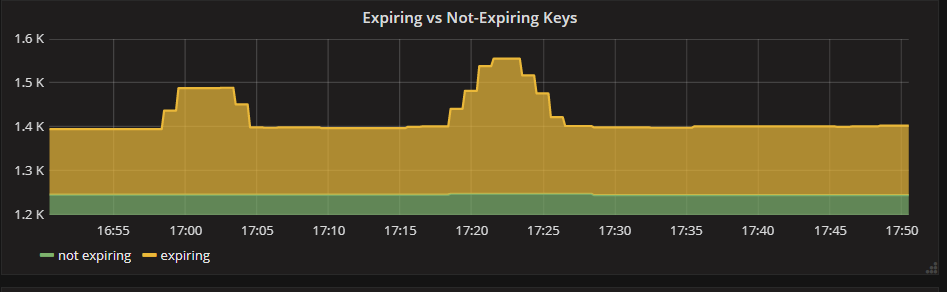 Expiring vs Not-Expiring Keys
1.6 K
1.5 K
1.4 K
1.3 K
1.2 K
16:55 17:00 17:05 17:10 17:15 17:20 17:25 17:30 17:35 17:40 17:45 17:50
not expiring expiring